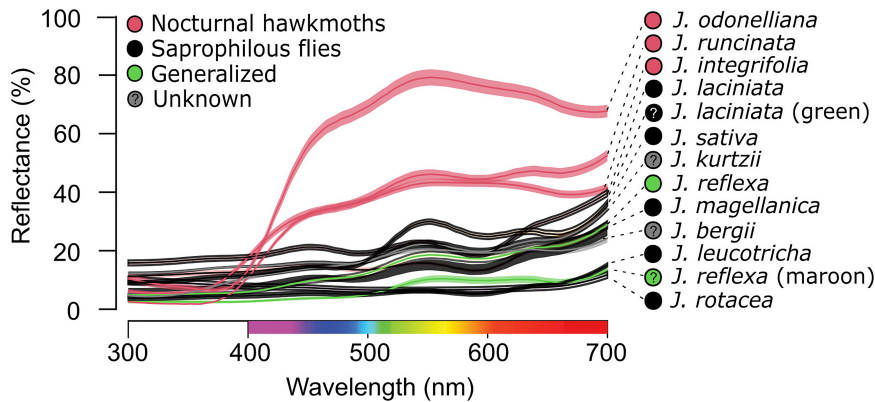 100
80
60
40
20
0
Reflectance (%)
Nocturnal hawkmoths
Saprophilous flies
Generalized
? Unknown
300 400 500 600 700
Wavelength (nm)
J. odonelliana
J. runcinata
J. integrifolia
J. laciniata
? J. laciniata (green)
J. sativa
? J. kurtzii
J. reflexa
J. magellanica
? J. bergii
J. leucotricha
? J. reflexa (maroon)
J. rotacea